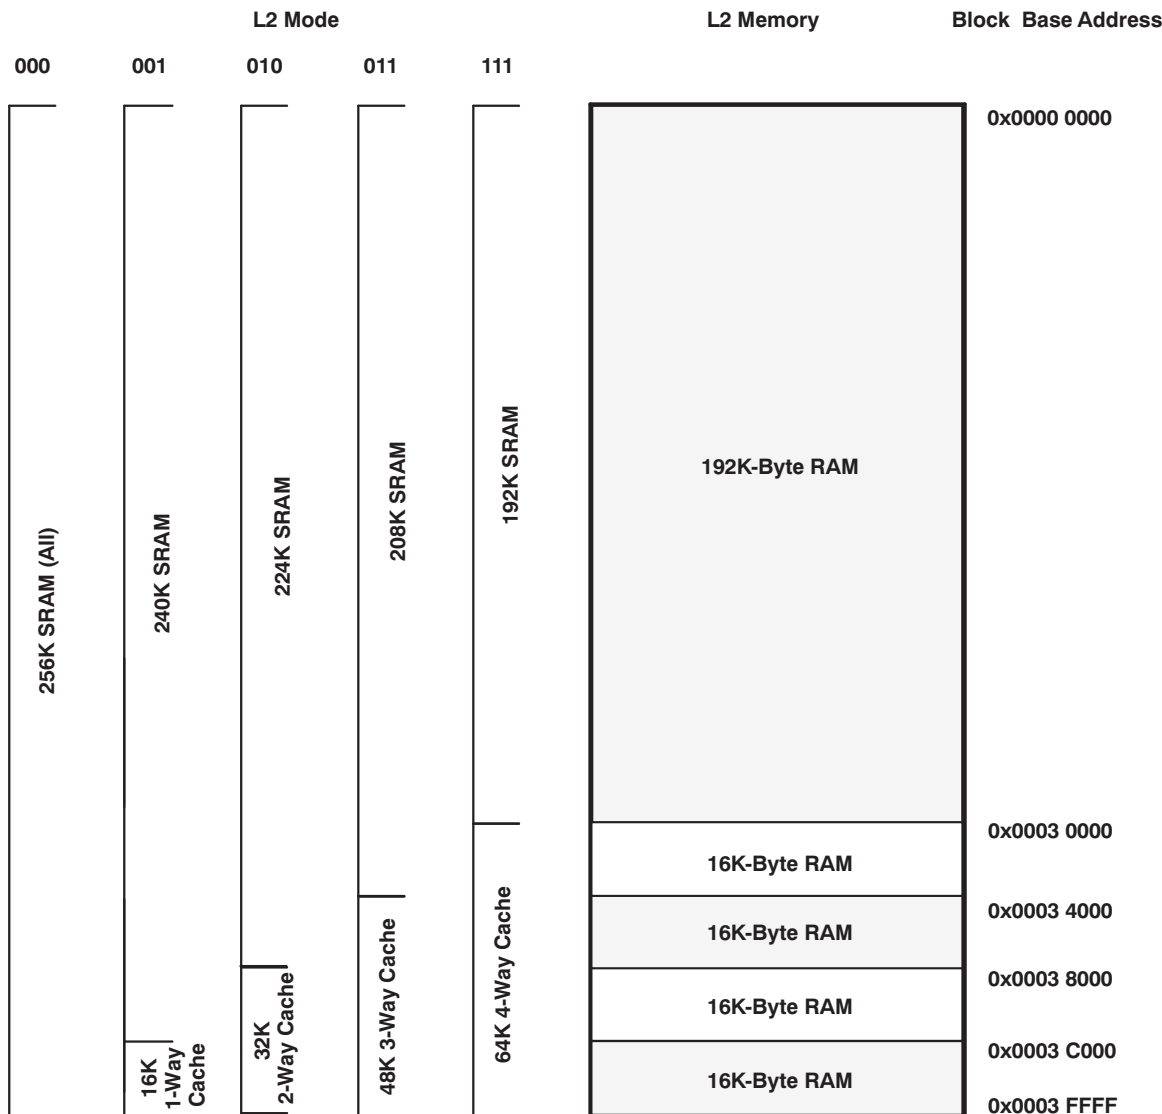 L2 Mode
L2 Memory
Block Base Address
000
001
010
011
111
0x0000 0000
256K SRAM (All)
240K SRAM
224K SRAM
208K SRAM
192K SRAM
192K-Byte RAM
0x0003 0000
16K-Byte RAM
0x0003 4000
16K-Byte RAM
0x0003 8000
16K-Byte RAM
0x0003 C000
16K-Byte RAM
0x0003 FFFF
16K
1-Way
Cache
32K
2-Way Cache
48K 3-Way Cache
64K 4-Way Cache